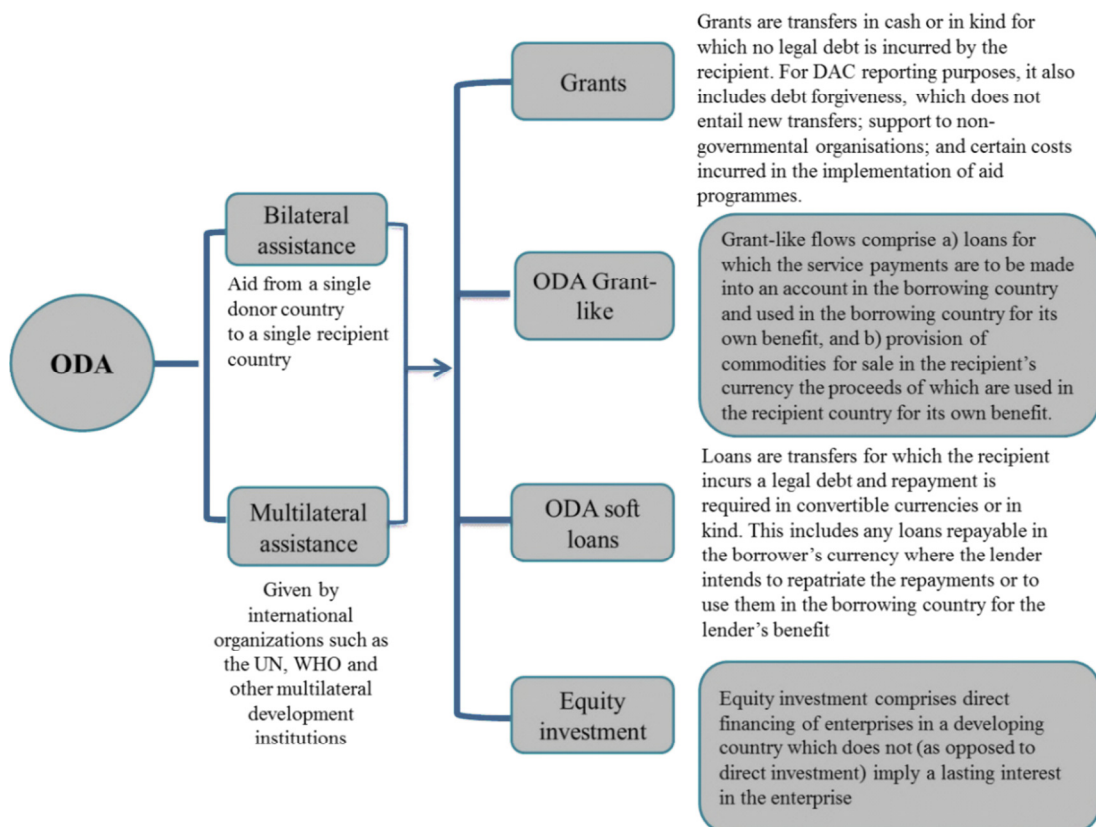 ODA
Bilateral
assistance
Aid from a single
donor country
to a single recipient
country
Multilateral
assistance
Given by
international
organizations such as
the UN, WHO and
other multilateral
development
institutions
Grants
Grants are transfers in cash or in kind for
which no legal debt is incurred by the
recipient. For DAC reporting purposes, it also
includes debt forgiveness, which does not
entail new transfers; support to non-
governmental organisations; and certain costs
incurred in the implementation of aid
programmes.
ODA Grant-
like
Grant-like flows comprise a) loans for
which the service payments are to be made
into an account in the borrowing country
and used in the borrowing country for its
own benefit, and b) provision of
commodities for sale in the recipient's
currency the proceeds of which are used in
the recipient country for its own benefit.
ODA soft
loans
Loans are transfers for which the recipient
incurs a legal debt and repayment is
required in convertible currencies or in
kind. This includes any loans repayable in
the borrower's currency where the lender
intends to repatriate the repayments or to
use them in the borrowing country for the
lender's benefit
Equity
investment
Equity investment comprises direct
financing of enterprises in a developing
country which does not (as opposed to
direct investment) imply a lasting interest
in the enterprise